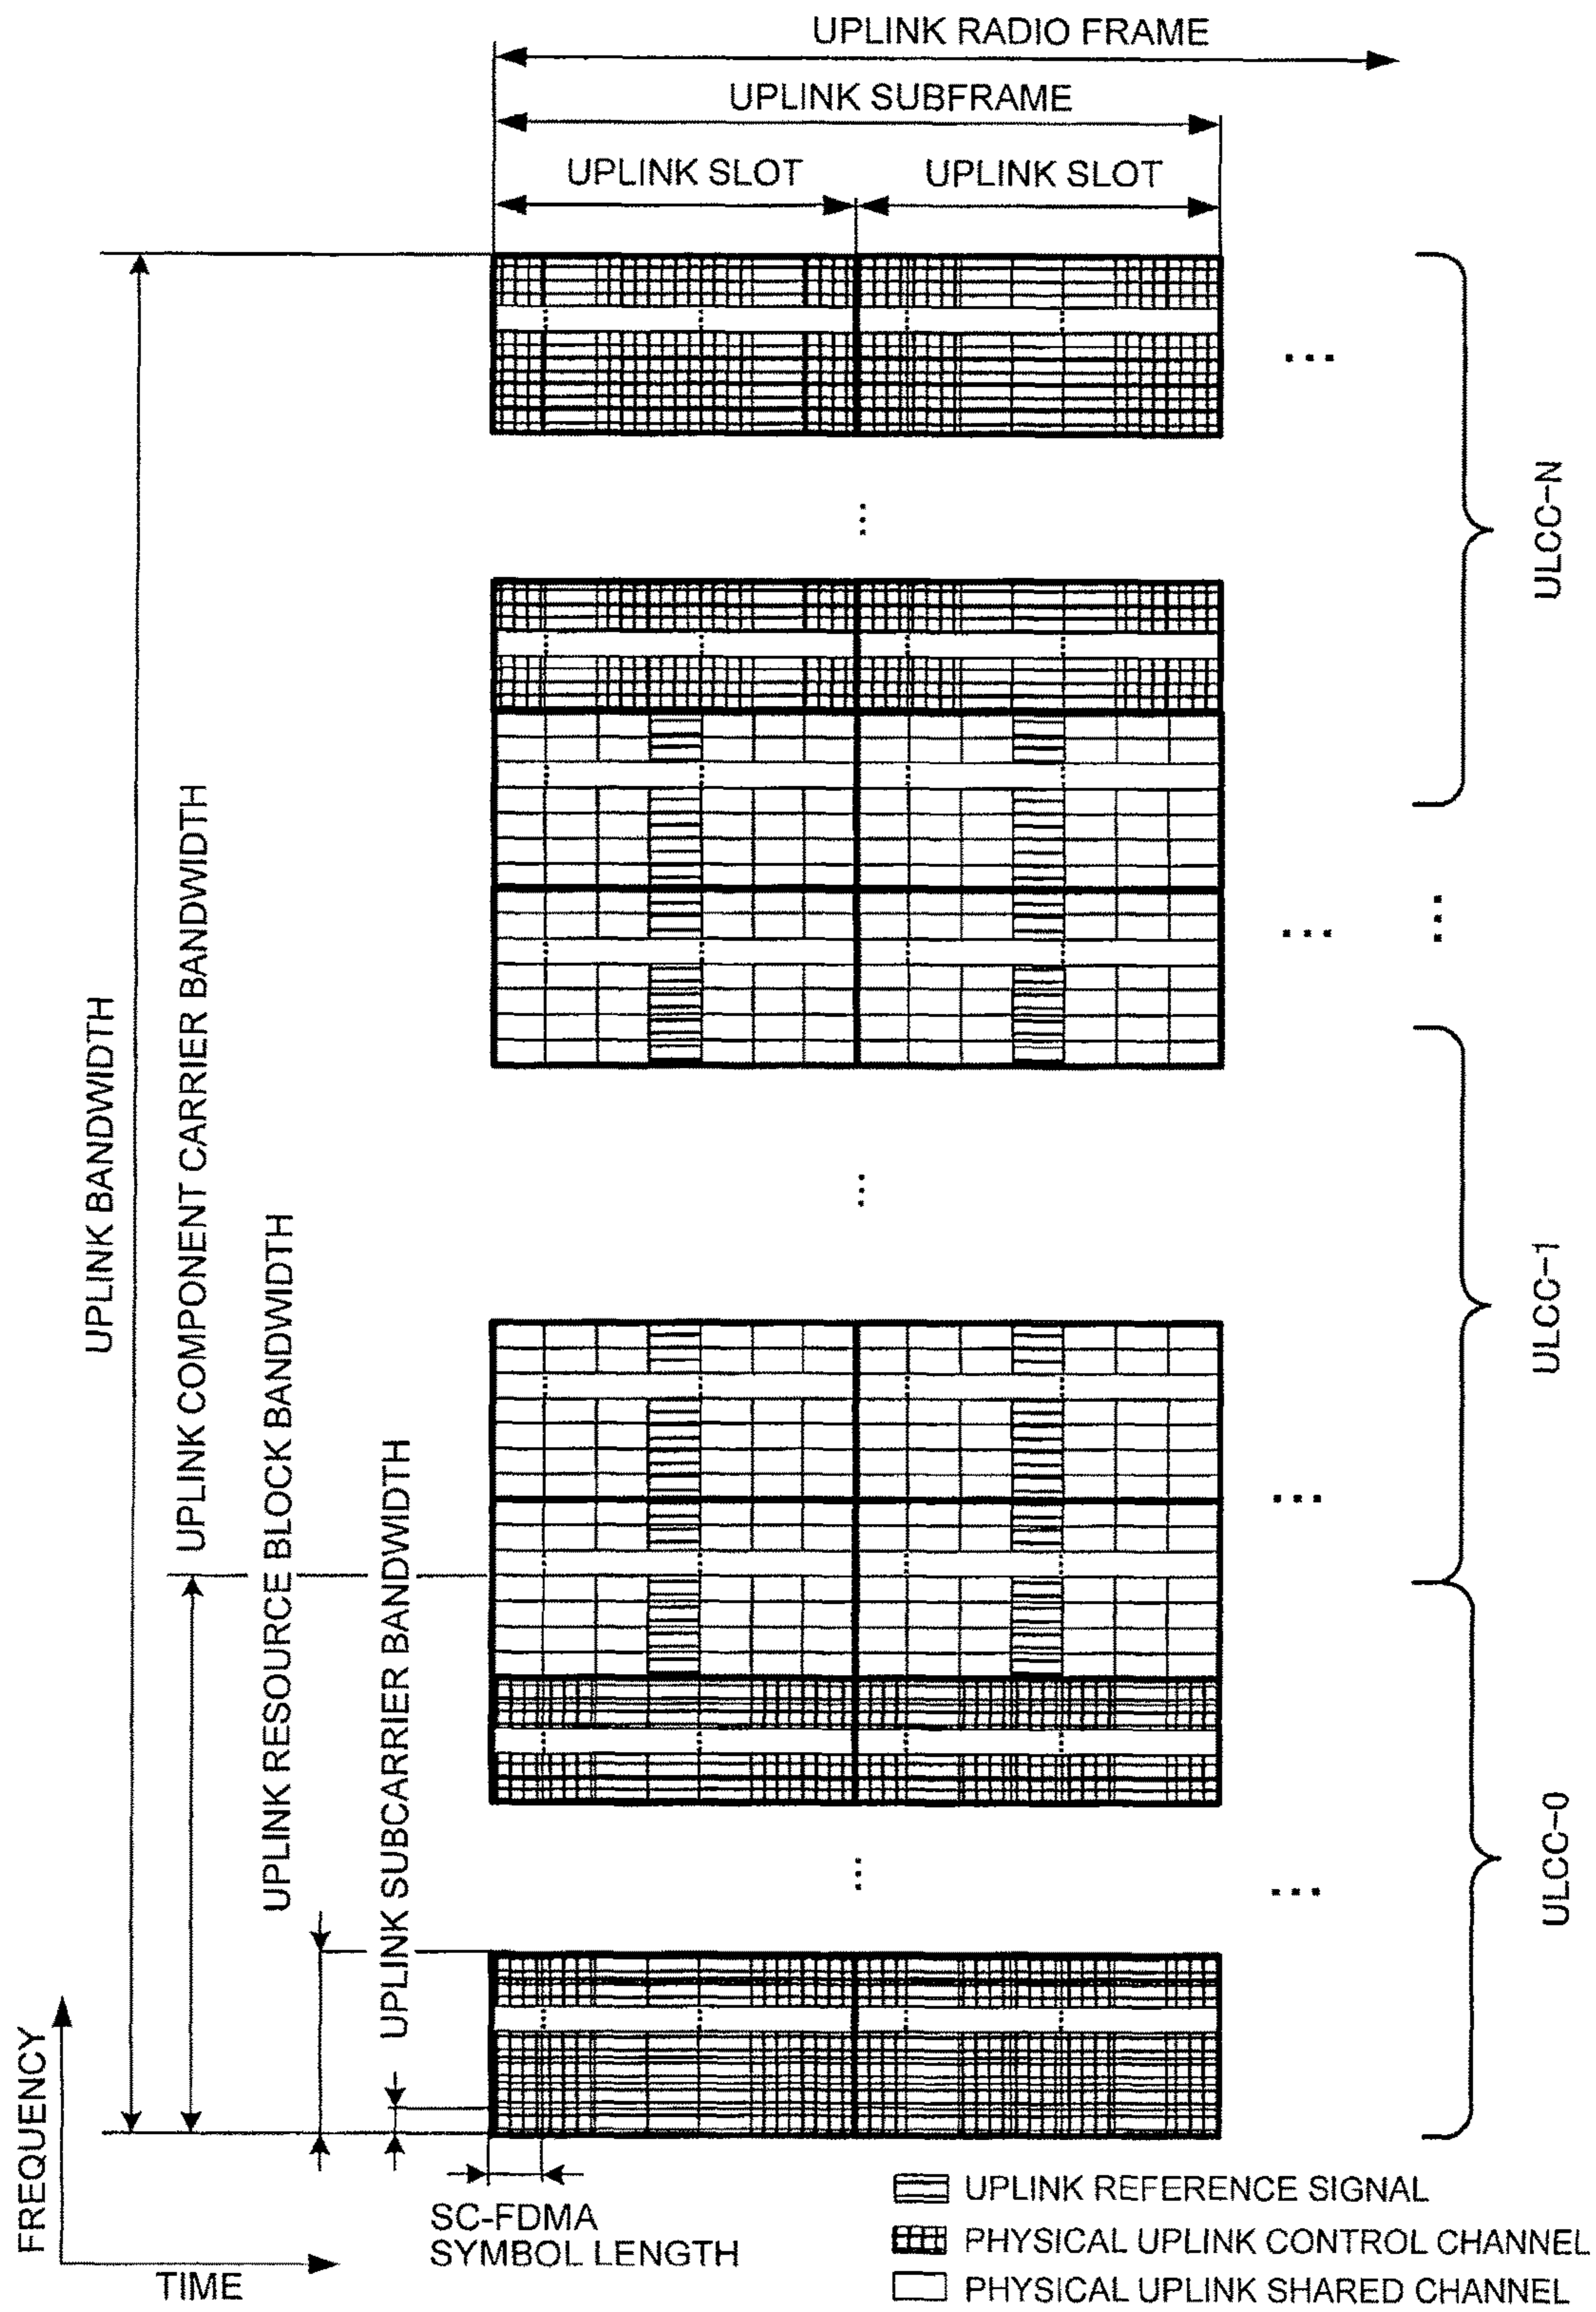 UPLINK RADIO FRAME
UPLINK SUBFRAME
UPLINK SLOT
UPLINK SLOT
UPLINK BANDWIDTH
UPLINK COMPONENT CARRIER BANDWIDTH
UPLINK RESOURCE BLOCK BANDWIDTH
UPLINK SUBCARRIER BANDWIDTH
ULCC-N
ULCC-1
ULCC-0
FREQUENCY
TIME
SC-FDMA
SYMBOL LENGTH
UPLINK REFERENCE SIGNAL
PHYSICAL UPLINK CONTROL CHANNEL
PHYSICAL UPLINK SHARED CHANNEL